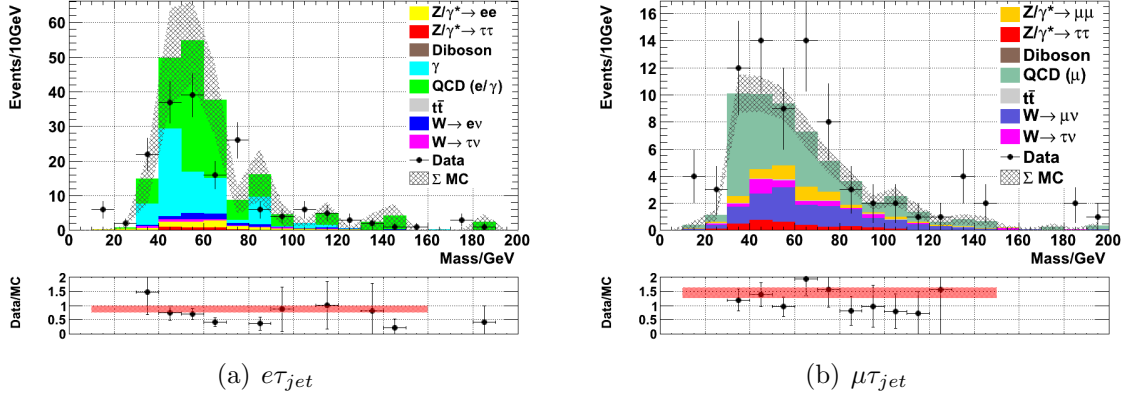 Events/10GeV
60
50
40
30
20
10
0
Z/γ*→ ee
Z/γ*→ ττ
Diboson
γ
QCD (e/γ)
tt̄
W→ eν
W→ τν
Data
Σ MC
0 20 40 60 80 100 120 140 160 180 200
Mass/GeV
Data/MC
2
1.5
1
0.5
0
(a) eτjet
Events/10GeV
16
14
12
10
8
6
4
2
0
Z/γ*→ μμ
Z/γ*→ ττ
Diboson
QCD (μ)
tt̄
W→ μν
W→ τν
Data
Σ MC
0 20 40 60 80 100 120 140 160 180 200
Mass/GeV
Data/MC
2
1.5
1
0.5
0
(b) μτjet